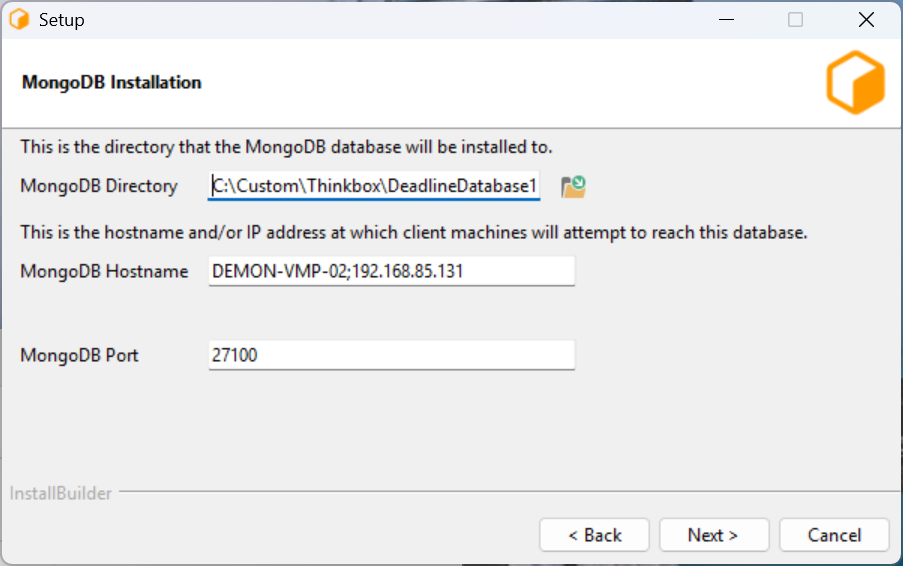 Setup
MongoDB Installation
This is the directory that the MongoDB database will be installed to.
MongoDB Directory C:\Custom\Thinkbox\DeadlineDatabase1
This is the hostname and/or IP address at which client machines will attempt to reach this database.
MongoDB Hostname DEMON-VMP-02;192.168.85.131
MongoDB Port 27100
InstallBuilder
< Back Next > Cancel